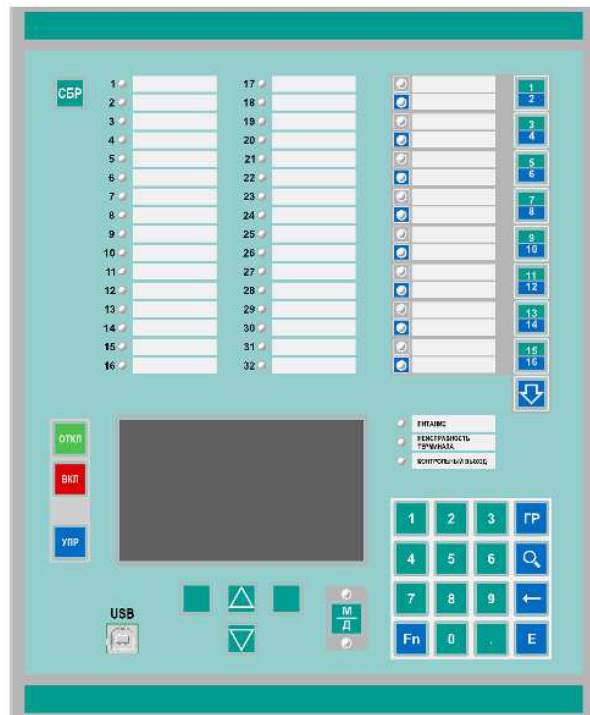 СБР
1 17 1
2 18 2
3 19 3
4 20 4
5 21 5
6 22 6
7 23 7
8 24 8
9 25 9
10 26 10
11 27 11
12 28 12
13 29 13
14 30 14
15 31 15
16 32 16
ПИТАНИЕ
НЕИСПРАВНОСТЬ
ТЕРМИНАЛА
КОНТРОЛЬНЫЙ ВЫХОД
ОТКЛ
ВКЛ
УПР
1 2 3 ГР
4 5 6
7 8 9
Fn 0 . E
USB
М
Д